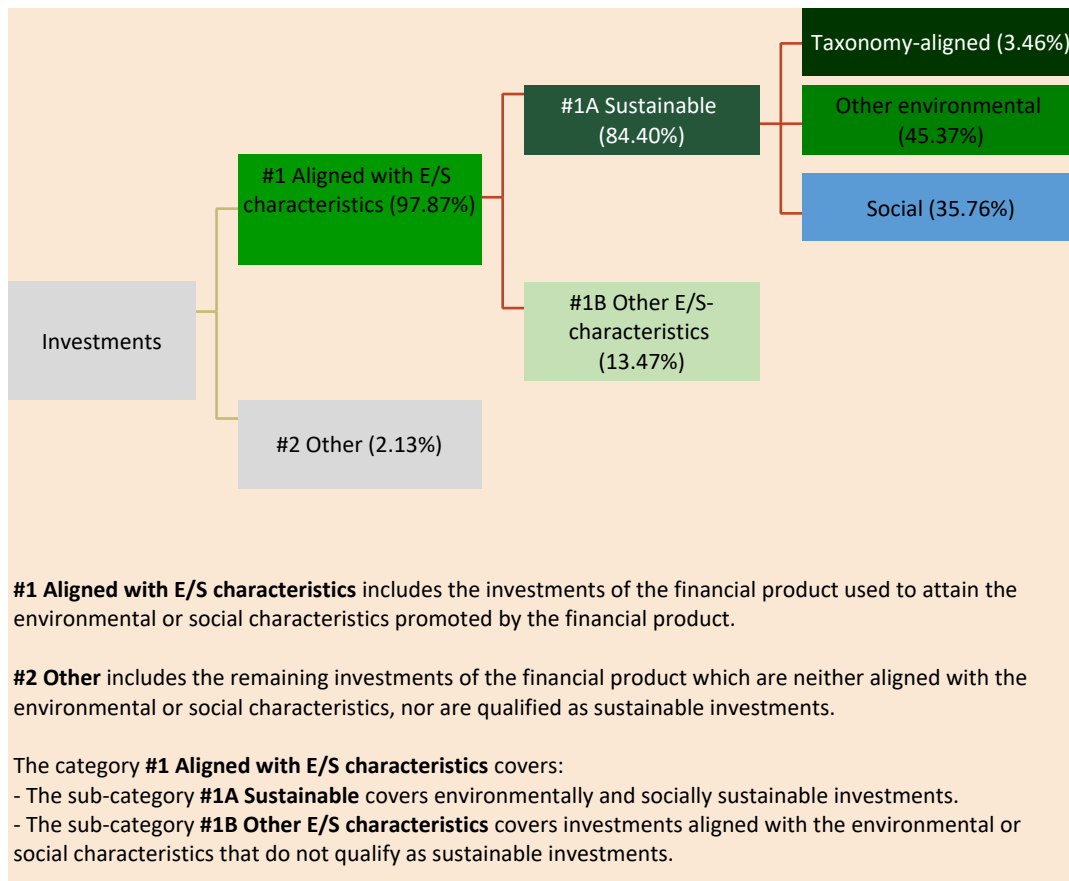 Taxonomy-aligned (3.46%)
#1A Sustainable
(84.40%)
Other environmental
(45.37%)
#1 Aligned with E/S
characteristics (97.87%)
Social (35.76%)
#1B Other E/S-
characteristics
(13.47%)
Investments
#2 Other (2.13%)
#1 Aligned with E/S characteristics includes the investments of the financial product used to attain the
environmental or social characteristics promoted by the financial product.
#2 Other includes the remaining investments of the financial product which are neither aligned with the
environmental or social characteristics, nor are qualified as sustainable investments.
The category #1 Aligned with E/S characteristics covers:
- The sub-category #1A Sustainable covers environmentally and socially sustainable investments.
- The sub-category #1B Other E/S characteristics covers investments aligned with the environmental or
social characteristics that do not qualify as sustainable investments.